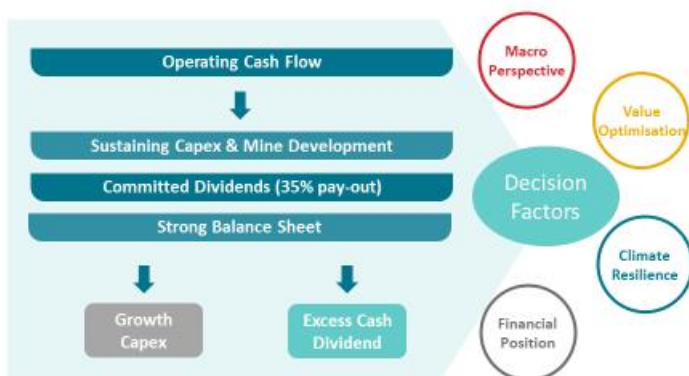 Operating Cash Flow
Sustaining Capex & Mine Development
Committed Dividends (35% pay-out)
Strong Balance Sheet
Growth
Capex
Excess Cash
Dividend
Decision
Factors
Macro
Perspective
Value
Optimisation
Climate
Resilience
Financial
Position